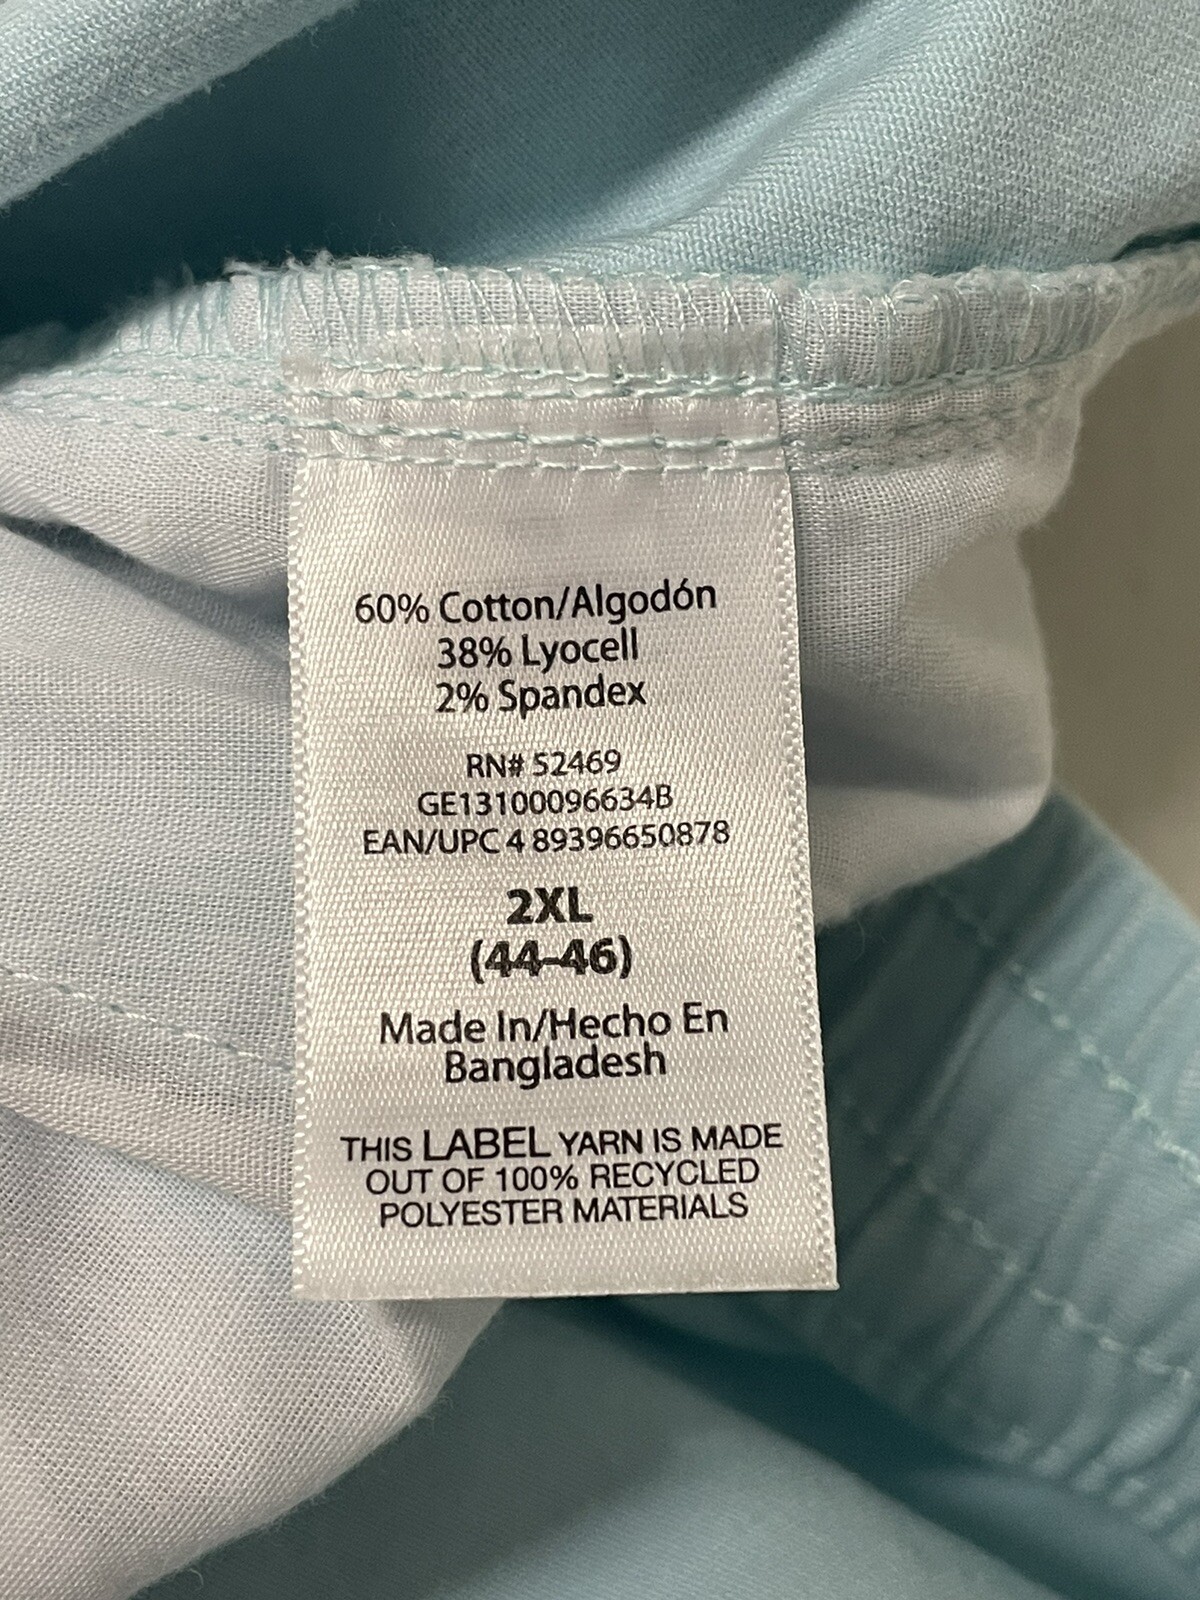 60% Cotton/Algodón
38% Lyocell
2% Spandex
RN# 52469
GE13100096634B
EAN/UPC 4 89396650878
2XL
(44-46)
Made In/Hecho En
Bangladesh
THIS LABEL YARN IS MADE
OUT OF 100% RECYCLED
POLYESTER MATERIALS